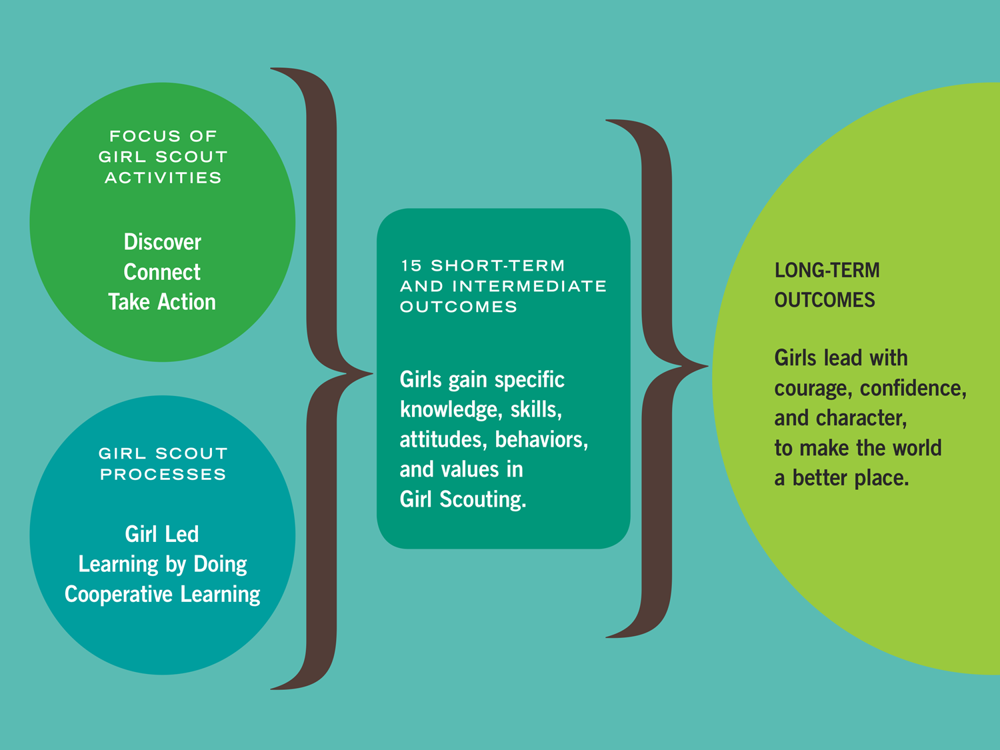 FOCUS OF
GIRL SCOUT
ACTIVITIES
Discover
Connect
Take Action
GIRL SCOUT
PROCESSES
Girl Led
Learning by Doing
Cooperative Learning
15 SHORT-TERM
AND INTERMEDIATE
OUTCOMES
Girls gain specific
knowledge, skills,
attitudes, behaviors,
and values in
Girl Scouting.
LONG-TERM
OUTCOMES
Girls lead with
courage, confidence,
and character,
to make the world
a better place.